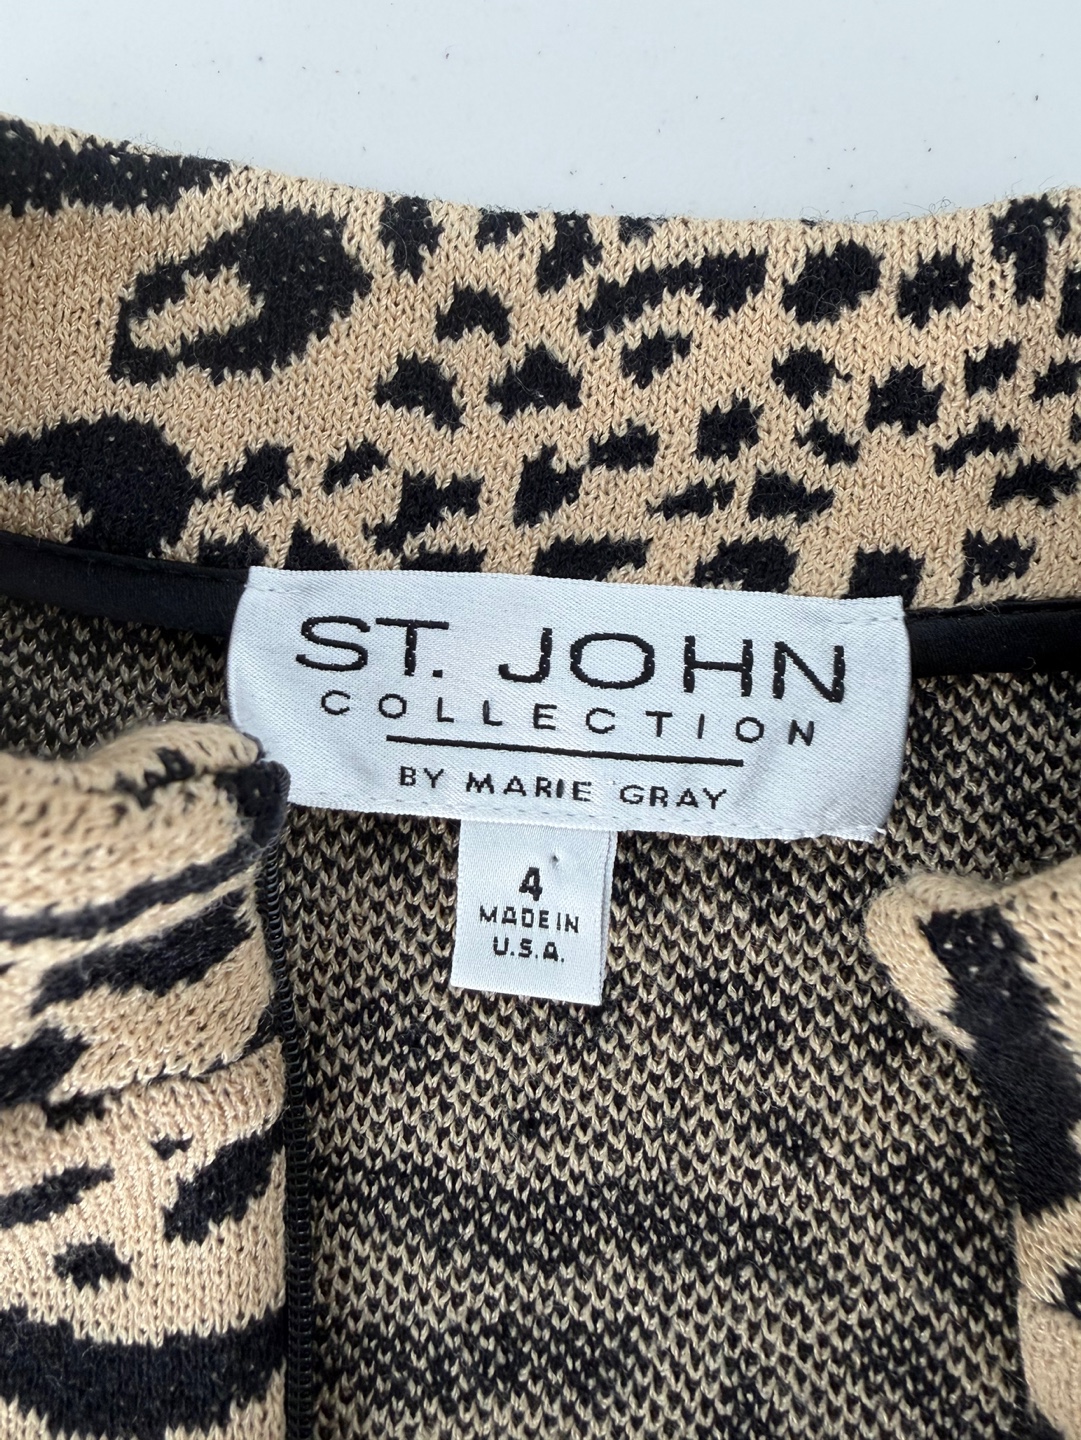 ST. JOHN
COLLECTION
BY MARIE GRAY
4
MADE IN
U.S.A.